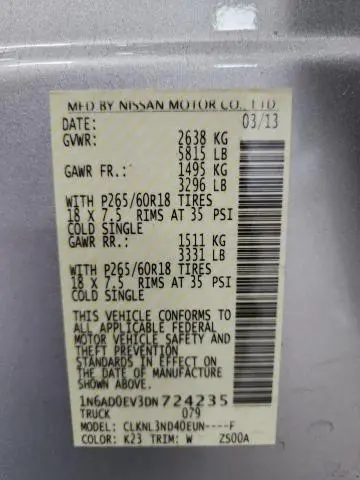 MFD BY NISSAN MOTOR CO., LTD
DATE: 03/13
GVWR: 2638 KG
5815 LB
GAWR FR.: 1495 KG
3296 LB
WITH P265/60R18 TIRES
18 X 7.5 RIMS AT 35 PSI
COLD SINGLE
GAWR RR.: 1511 KG
3331 LB
WITH P265/60R18 TIRES
18 X 7.5 RIMS AT 35 PSI
COLD SINGLE
THIS VEHICLE CONFORMS TO
ALL APPLICABLE FEDERAL
MOTOR VEHICLE SAFETY AND
THEFT PREVENTION
STANDARDS IN EFFECT ON
THE DATE OF MANUFACTURE
SHOWN ABOVE.
1N6AD0EV3DN724235
TRUCK 079
MODEL: CLKNL3ND40EUN----F
COLOR: K23 TRIM: W ZS00A